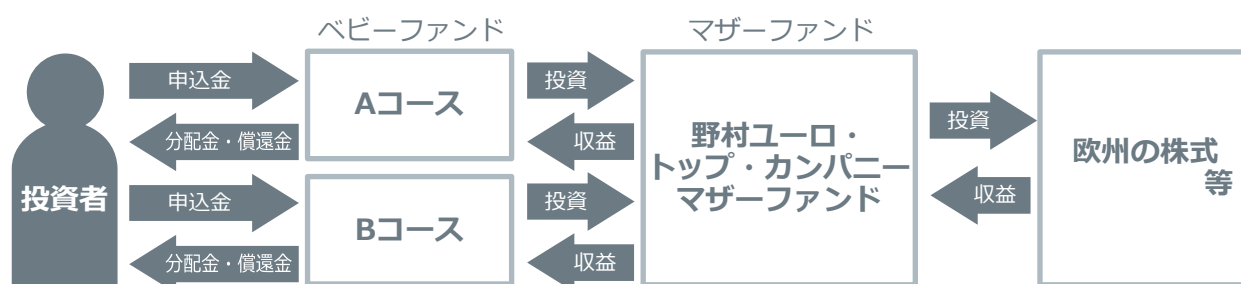 ベビーファンド
マザーファンド
投資者
申込金
分配金・償還金
Aコース
投資
収益
申込金
分配金・償還金
Bコース
投資
収益
野村ユーロ・
トップ・カンパニー
マザーファンド
投資
収益
欧州の株式
等